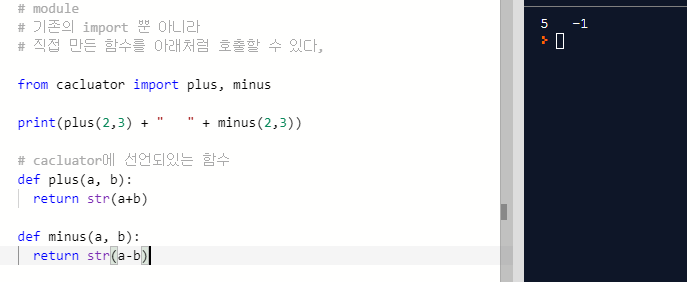 # module
# 기존의 import 뿐 아니라
# 직접 만든 함수를 아래처럼 호출할 수 있다,
from cacluator import plus, minus
print(plus(2,3) + "   " + minus(2,3))
# cacluator에 선언되있는 함수
def plus(a, b):
  return str(a+b)
def minus(a, b):
  return str(a-b)
5   -1